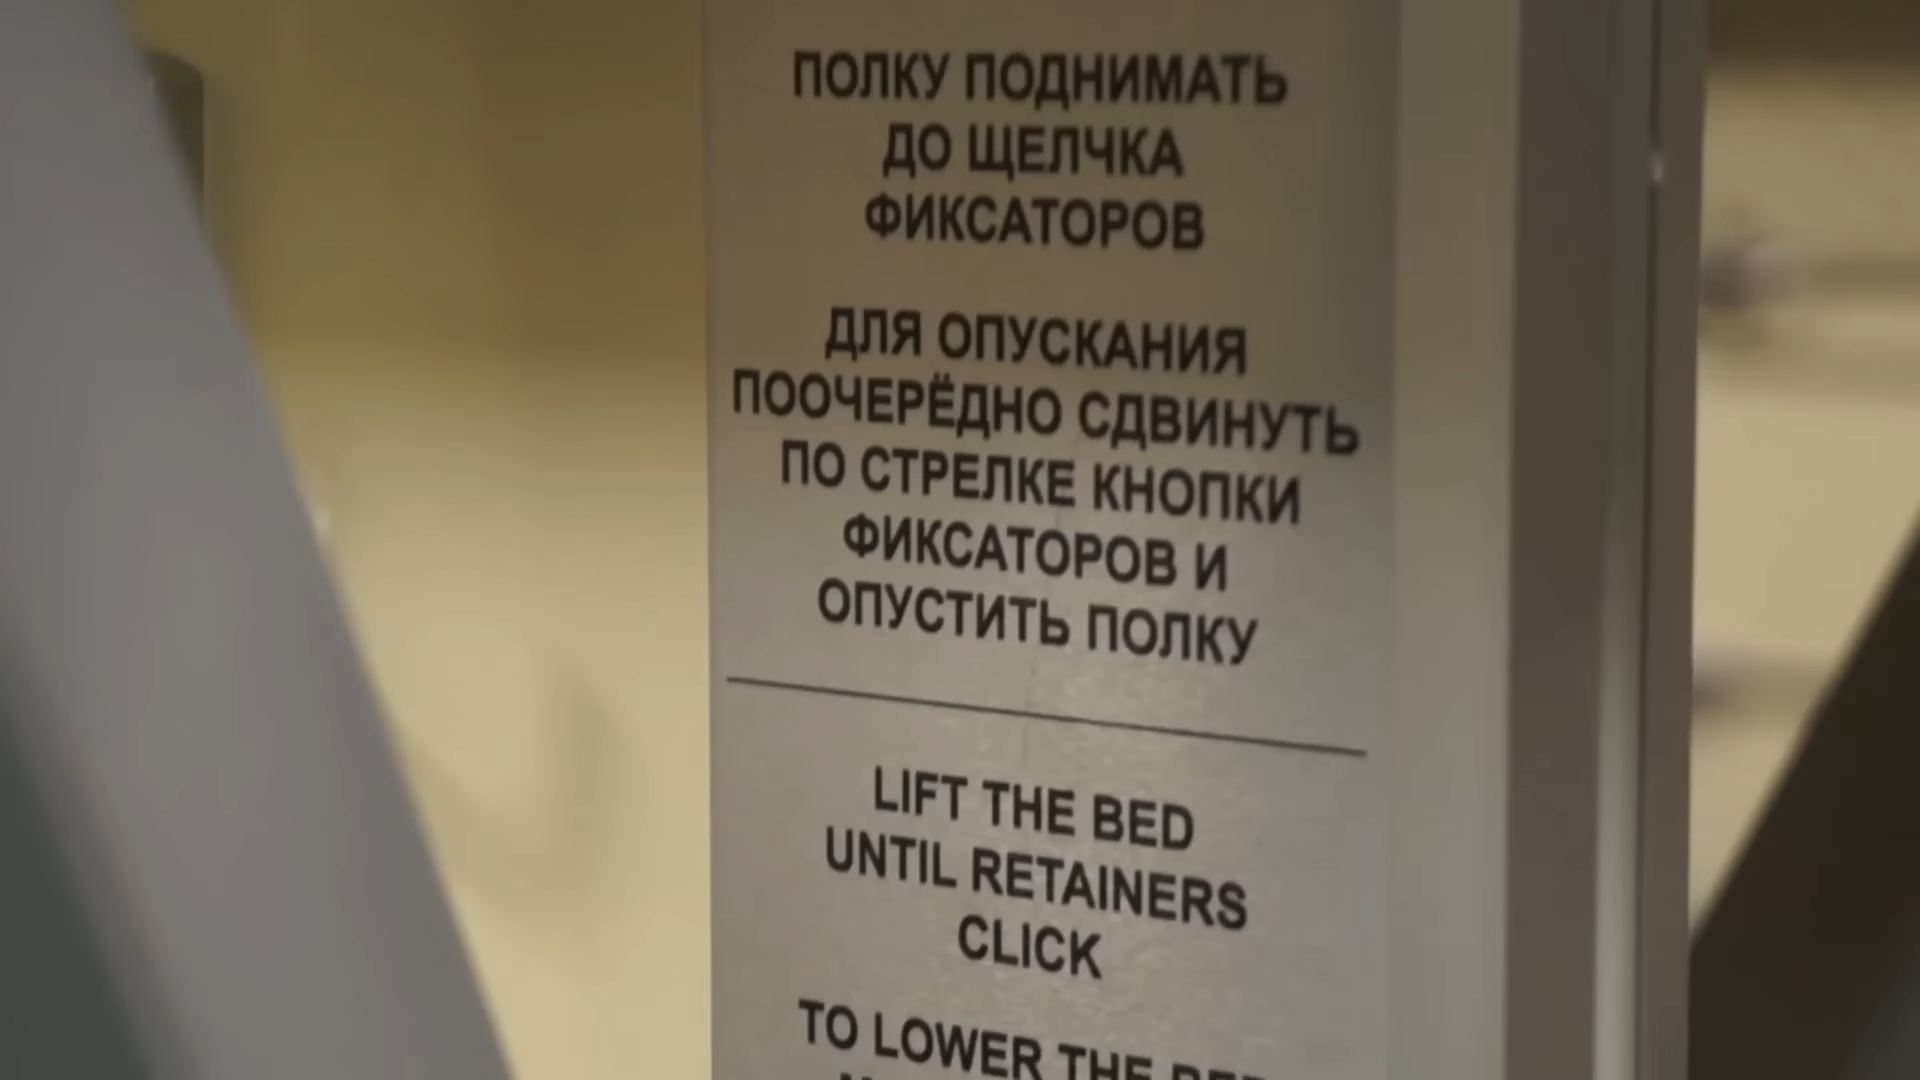 ПОЛКУ ПОДНИМАТЬ
ДО ЩЕЛЧКА
ФИКСАТОРОВ
ДЛЯ ОПУСКАНИЯ
ПООЧЕРЁДНО СДВИНУТЬ
ПО СТРЕЛКЕ КНОПКИ
ФИКСАТОРОВ И
ОПУСТИТЬ ПОЛКУ
LIFT THE BED
UNTIL RETAINERS
CLICK
TO LOWER THE BED